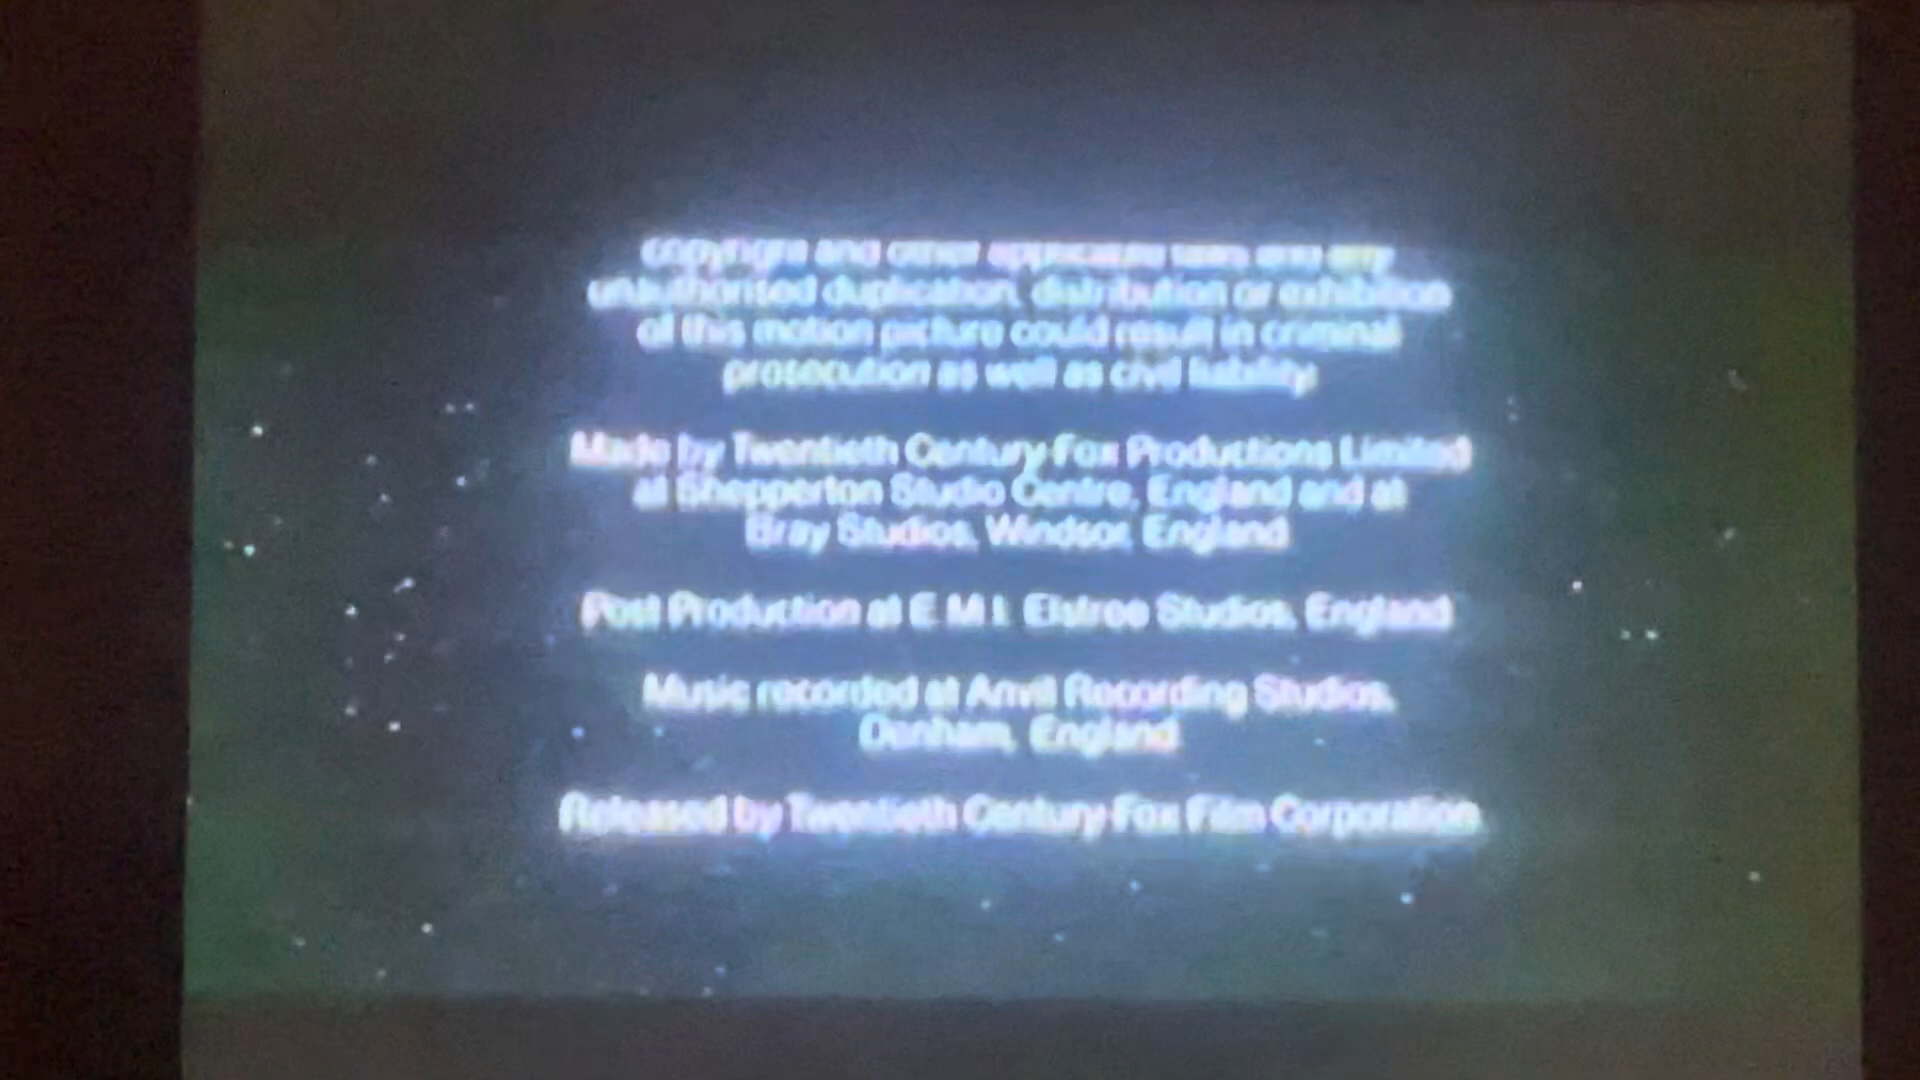 copyright and other applicable laws and any
unauthorised duplication, distribution or exhibition
of this motion picture could result in criminal
prosecution as well as civil liability.
Made by Twentieth Century-Fox Productions Limited
at Shepperton Studio Centre, England and at
Bray Studios, Windsor, England
Post Production at E.M.I. Elstree Studios, England
Music recorded at Anvil Recording Studios,
Denham, England
Released by Twentieth Century-Fox Film Corporation